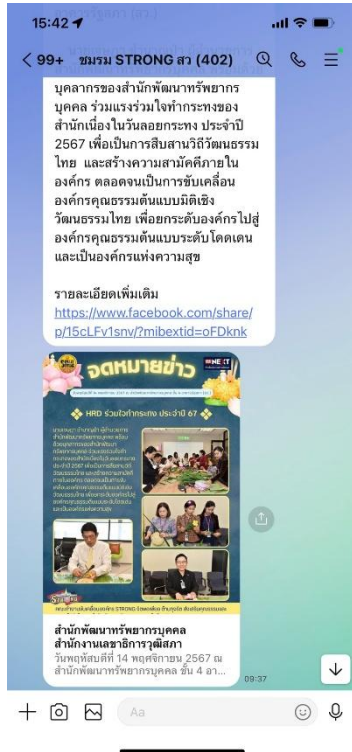 15:42
99+ ชมรม STRONG สว (402)
บุคลากรของสำนักพัฒนาทรัพยากร
บุคคล ร่วมแรงร่วมใจทำกระทงของ
สำนักเนื่องในวันลอยกระทง ประจำปี
2567 เพื่อเป็นการสืบสานวิถีวัฒนธรรม
ไทย และสร้างความสามัคคีภายใน
องค์กร ตลอดจนเป็นการขับเคลื่อน
องค์กรคุณธรรมต้นแบบมิติเชิง
วัฒนธรรมไทย เพื่อยกระดับองค์กรไปสู่
องค์กรคุณธรรมต้นแบบระดับโดดเด่น
และเป็นองค์กรแห่งความสุข
รายละเอียดเพิ่มเติม
https://www.facebook.com/share/
p/15cLFv1snv/?mibextid=oFDknk
จดหมายข่าว
NEXT
HRD ร่วมใจทำกระทง ประจำปี 67
สำนักพัฒนาทรัพยากรบุคคล
สำนักงานเลขาธิการวุฒิสภา
วันพฤหัสบดีที่ 14 พฤศจิกายน 2567 ณ
สำนักพัฒนาทรัพยากรบุคคล ชั้น 4 อา...
09:37
Aa